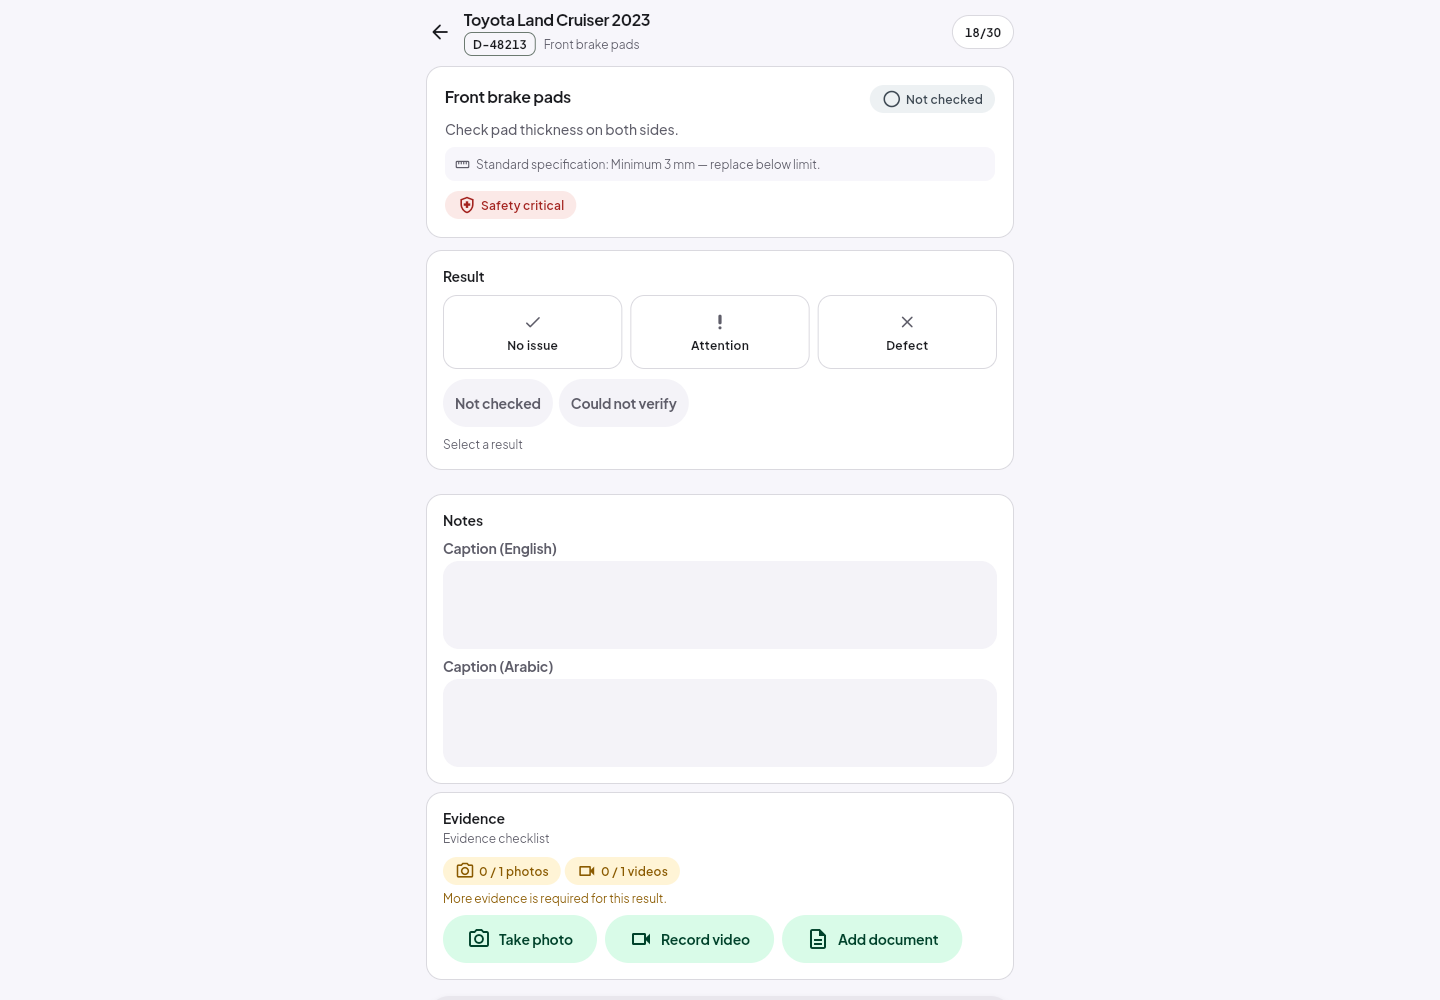 Toyota Land Cruiser 2023
D-48213 Front brake pads
18/30
Front brake pads
Not checked
Check pad thickness on both sides.
Standard specification: Minimum 3 mm — replace below limit.
Safety critical
Result
No issue
Attention
Defect
Not checked
Could not verify
Select a result
Notes
Caption (English)
Caption (Arabic)
Evidence
Evidence checklist
0 / 1 photos
0 / 1 videos
More evidence is required for this result.
Take photo
Record video
Add document